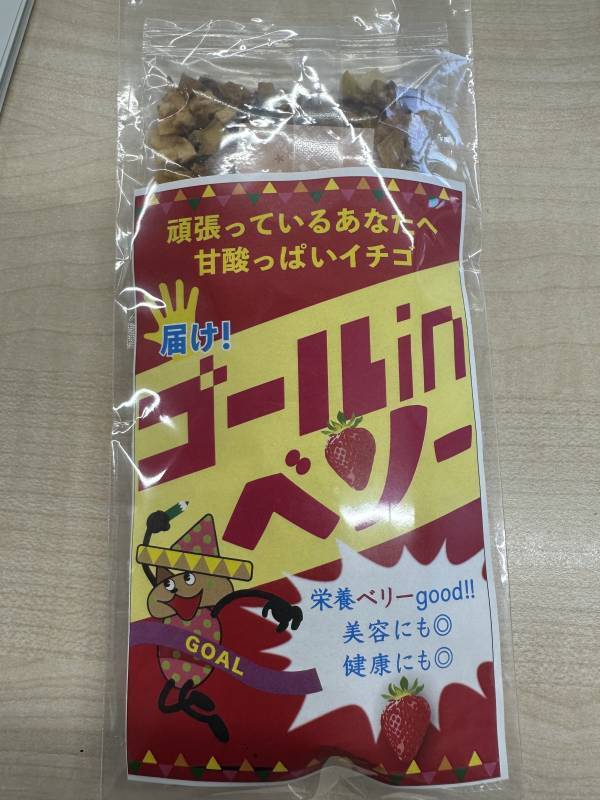 頑張っているあなたへ
甘酸っぱいイチゴ
届け!
ゴールin
ベリー
栄養ベリーgood!!
美容にも◎
健康にも◎
GOAL